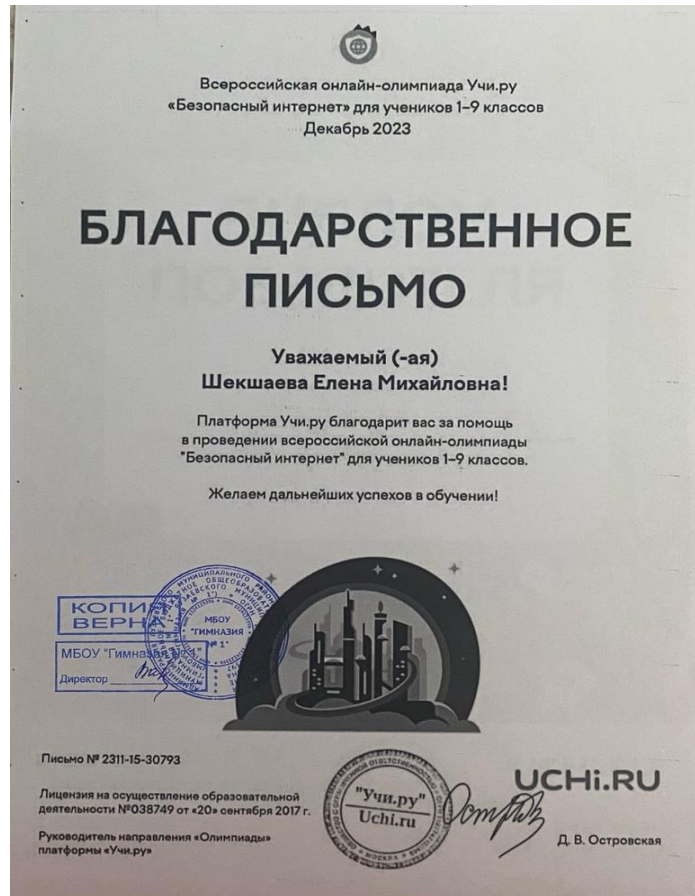 Всероссийская онлайн-олимпиада Учи.ру
«Безопасный интернет» для учеников 1–9 классов
Декабрь 2023
БЛАГОДАРСТВЕННОЕ
ПИСЬМО
Уважаемый (-ая)
Шекшаева Елена Михайловна!
Платформа Учи.ру благодарит вас за помощь
в проведении всероссийской онлайн-олимпиады
"Безопасный интернет" для учеников 1–9 классов.
Желаем дальнейших успехов в обучении!
КОПИЯ
ВЕРНА
МБОУ "Гимназия №1"
Директор
МБОУ
"ГИМНАЗИЯ
№ 1"
Письмо № 2311-15-30793
Лицензия на осуществление образовательной
деятельности №038749 от «20» сентября 2017 г.
Руководитель направления «Олимпиады»
платформы «Учи.ру»
"Учи.ру"
Uchi.ru
UCHi.RU
Д. В. Островская